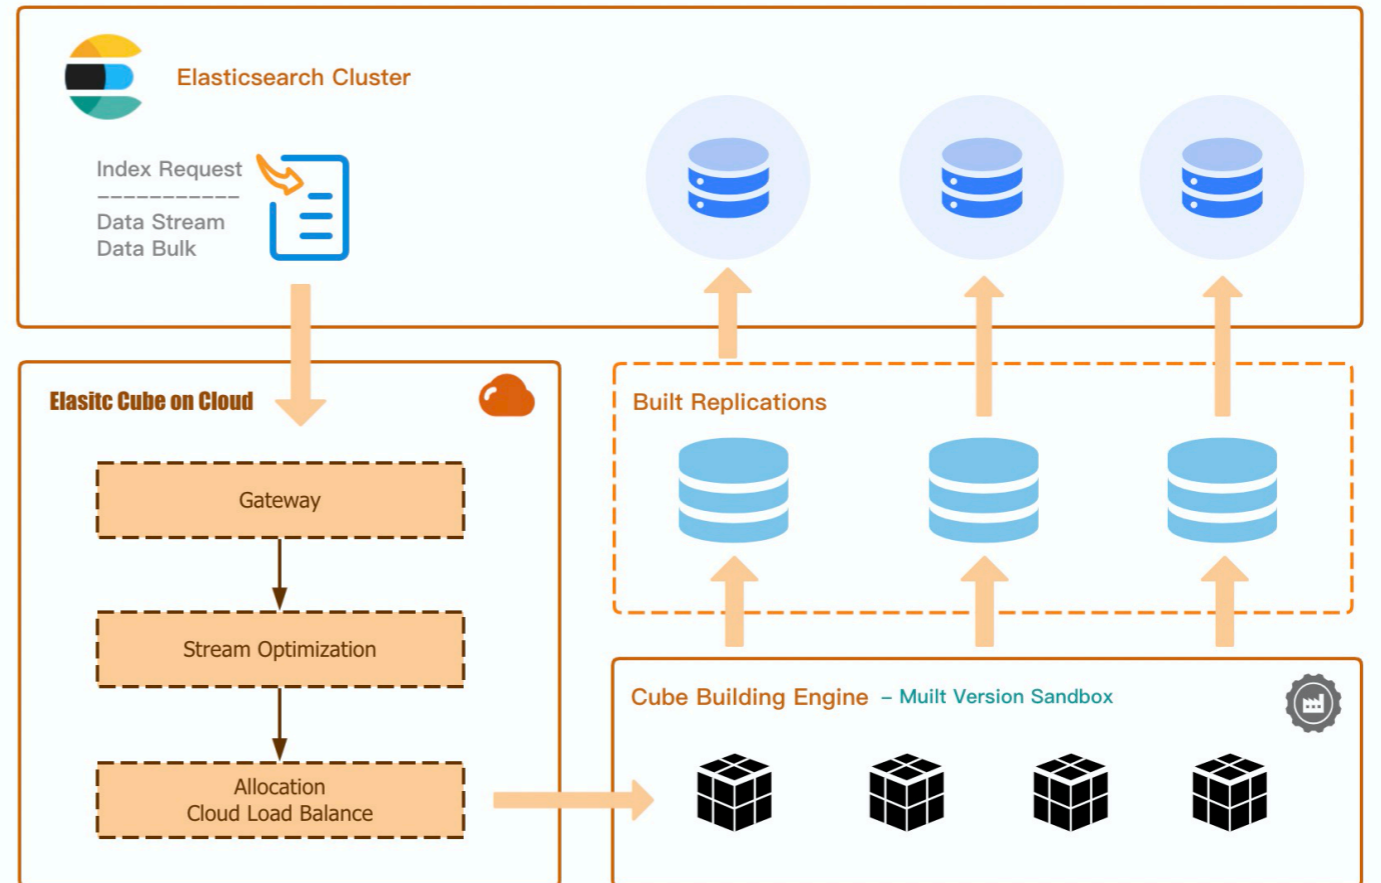 Elasticsearch Cluster
Index Request
-----------
Data Stream
Data Bulk
Elasitc Cube on Cloud
Gateway
Stream Optimization
Allocation
Cloud Load Balance
Built Replications
Cube Building Engine – Muilt Version Sandbox